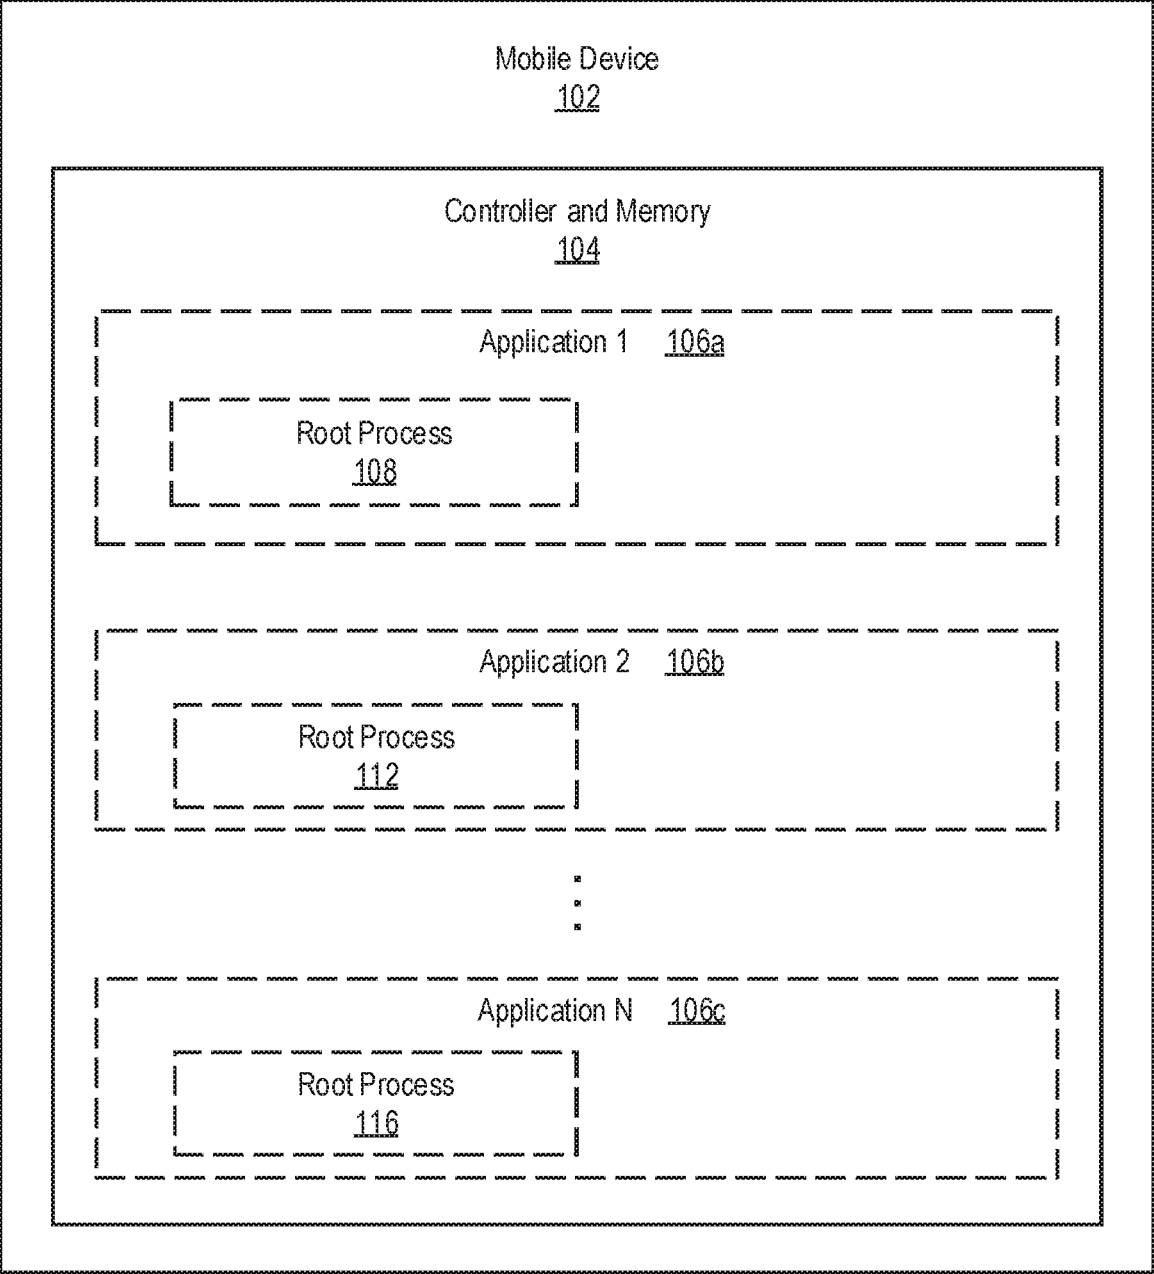 Mobile Device
102
Controller and Memory
104
Application 1 106a
Root Process
108
Application 2 106b
Root Process
112
Application N 106c
Root Process
116